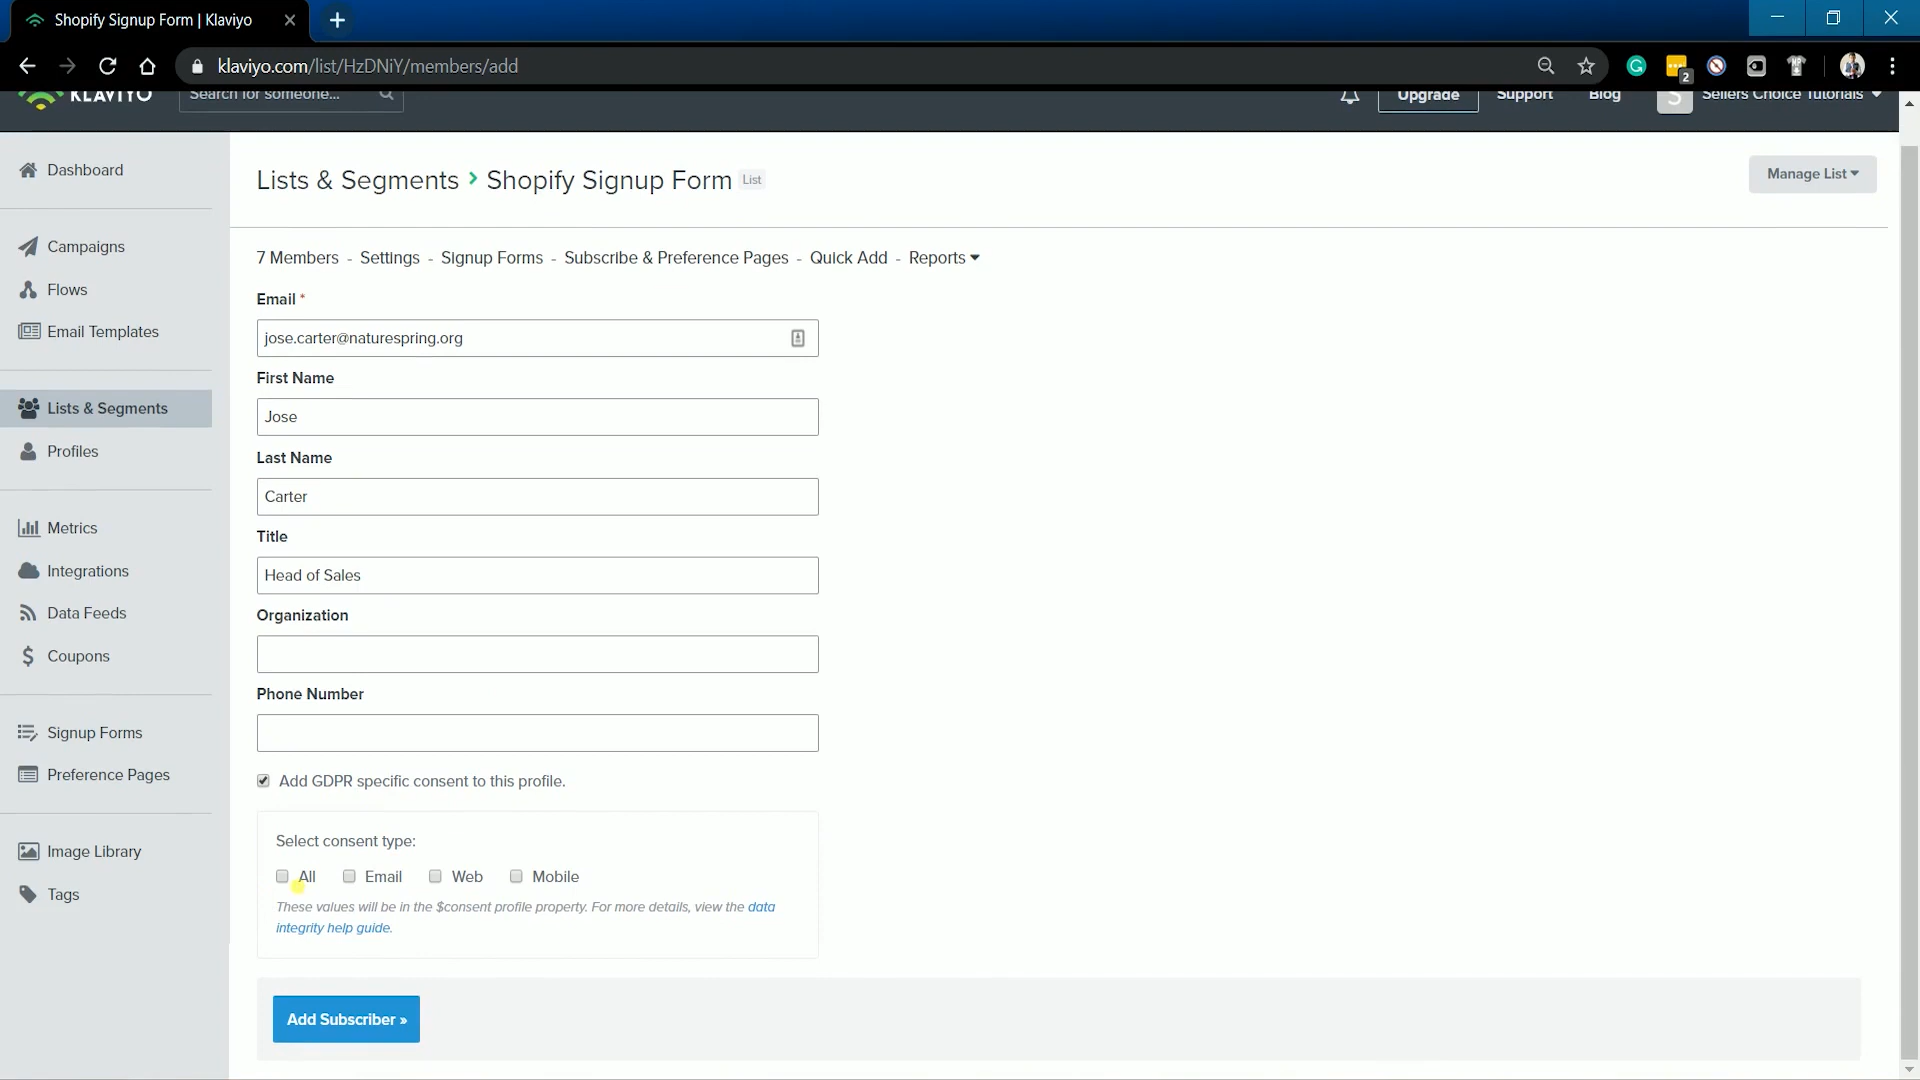 Shopify Signup Form | Klaviyo
klaviyo.com/list/HzDNiY/members/add
2
KLAVIYO
Search for someone...
Upgrade
Support
Blog
S
Sellers Choice Tutorials
Dashboard
Campaigns
Flows
Email Templates
Lists & Segments
Profiles
Metrics
Integrations
Data Feeds
Coupons
Signup Forms
Preference Pages
Image Library
Tags
Lists & Segments > Shopify Signup Form List
Manage List
7 Members - Settings - Signup Forms - Subscribe & Preference Pages - Quick Add - Reports
Email *
jose.carter@naturespring.org
First Name
Jose
Last Name
Carter
Title
Head of Sales
Organization
Phone Number
Add GDPR specific consent to this profile.
Select consent type:
All Email Web Mobile
These values will be in the $consent profile property. For more details, view the data
integrity help guide.
Add Subscriber »